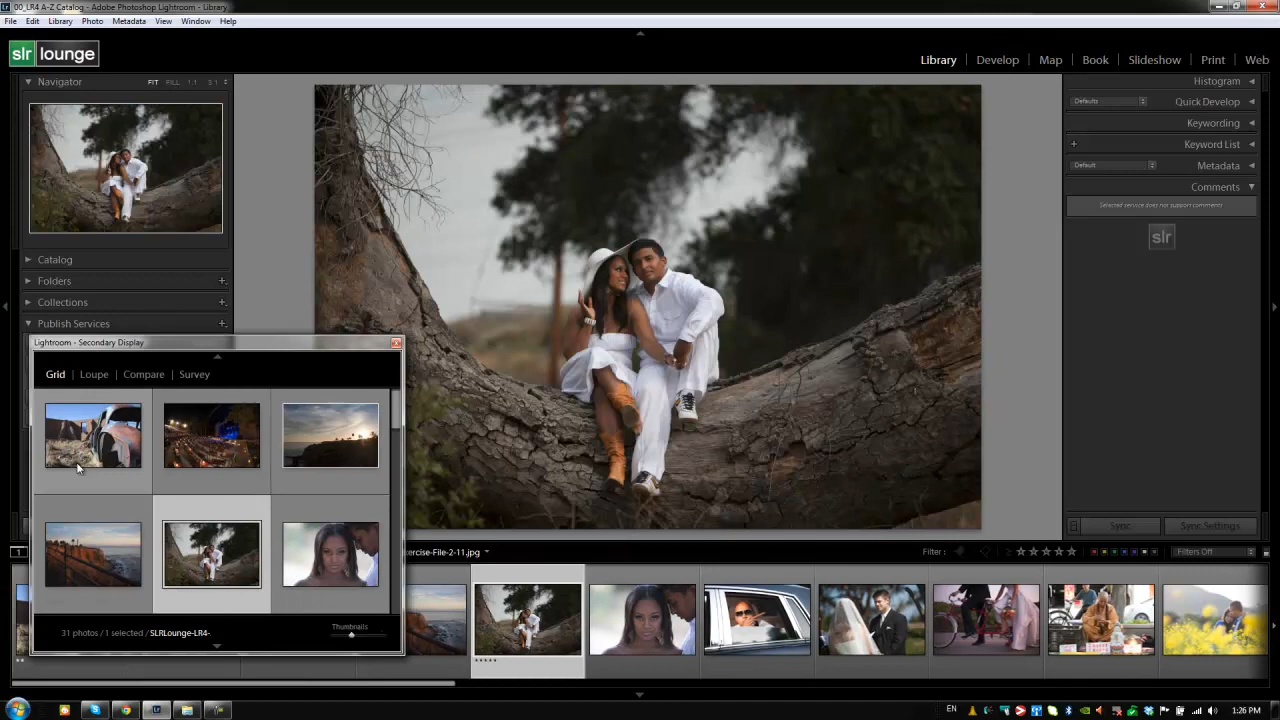 00_LR4 A-Z Catalog - Adobe Photoshop Lightroom - Library
File Edit Library Photo Metadata View Window Help
slr lounge
Library Develop Map Book Slideshow Print Web
Navigator FIT FILL 1:1 3:1
Histogram
Defaults Quick Develop
Keywording
Keyword List
Default Metadata
Comments
Selected service does not support comments
slr
Catalog
Folders
Collections
Publish Services
Lightroom - Secondary Display
Grid | Loupe | Compare | Survey
31 photos / 1 selected / SLRLounge-LR4-
Thumbnails
Sync Sync Settings
1 xercise-File-2-11.jpg Filter : Filters Off
EN 1:26 PM